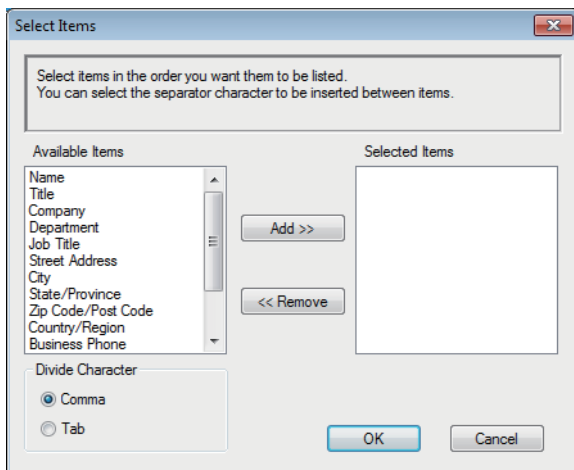 Select Items
Select items in the order you want them to be listed.
You can select the separator character to be inserted between items.
Available Items
Selected Items
Name
Title
Company
Department
Job Title
Street Address
City
State/Province
Zip Code/Post Code
Country/Region
Business Phone
Add >>
<< Remove
Divide Character
Comma
Tab
OK
Cancel